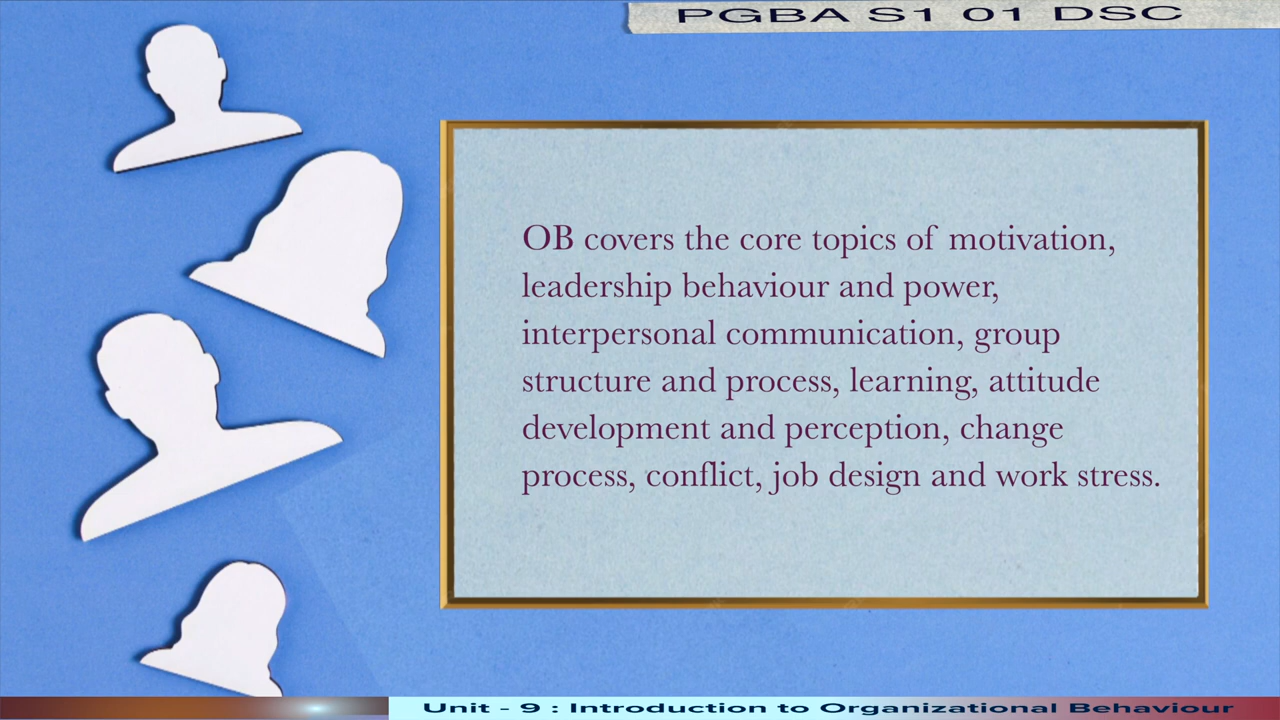 PGBA S1 01 DSC
OB covers the core topics of motivation,
leadership behaviour and power,
interpersonal communication, group
structure and process, learning, attitude
development and perception, change
process, conflict, job design and work stress.
Unit - 9 : Introduction to Organizational Behaviour